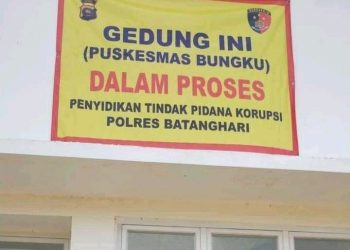 GEDUNG INI
(PUSKESMAS BUNGKU)
DALAM PROSES
PENYIDIKAN TINDAK PIDANA KORUPSI
POLRES BATANGHARI